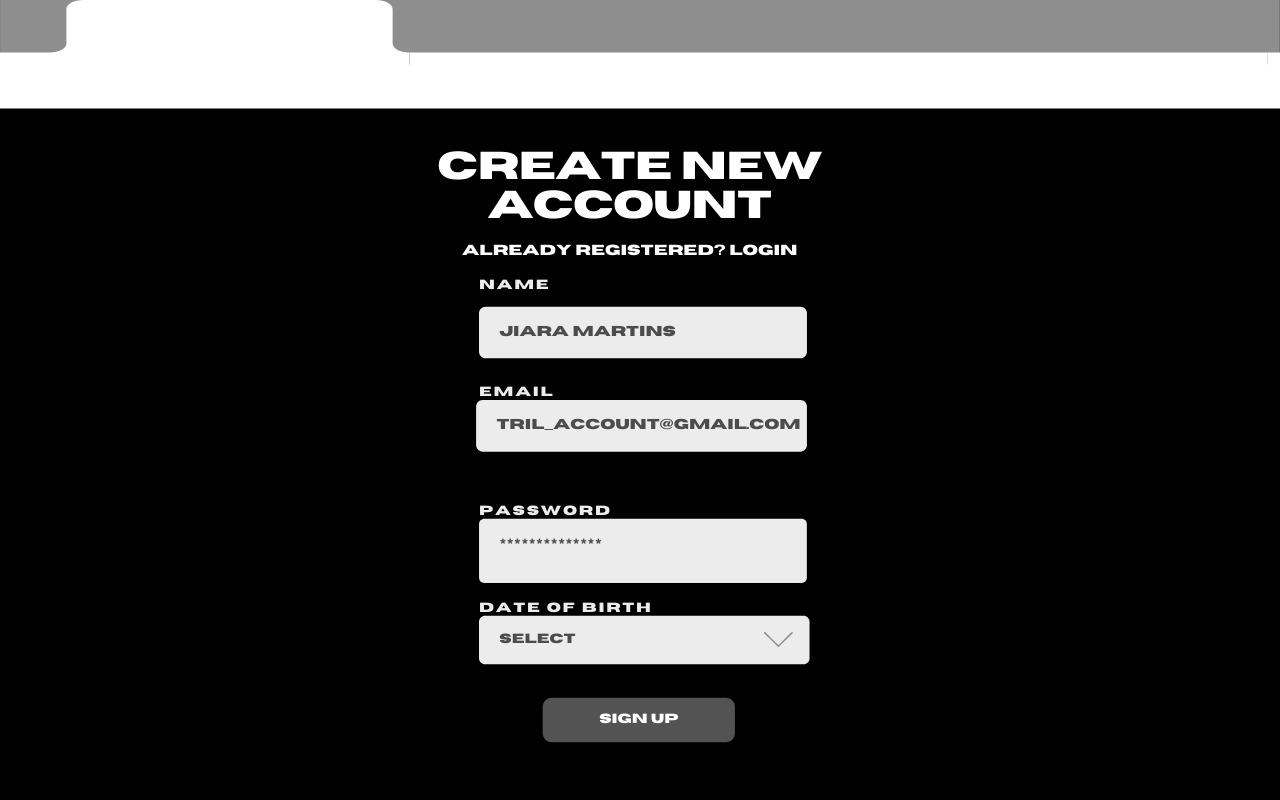 CREATE NEW
ACCOUNT
ALREADY REGISTERED? LOGIN
NAME
JIARA MARTINS
EMAIL
TRIL_ACCOUNT@GMAIL.COM
PASSWORD
**************
DATE OF BIRTH
SELECT
SIGN UP